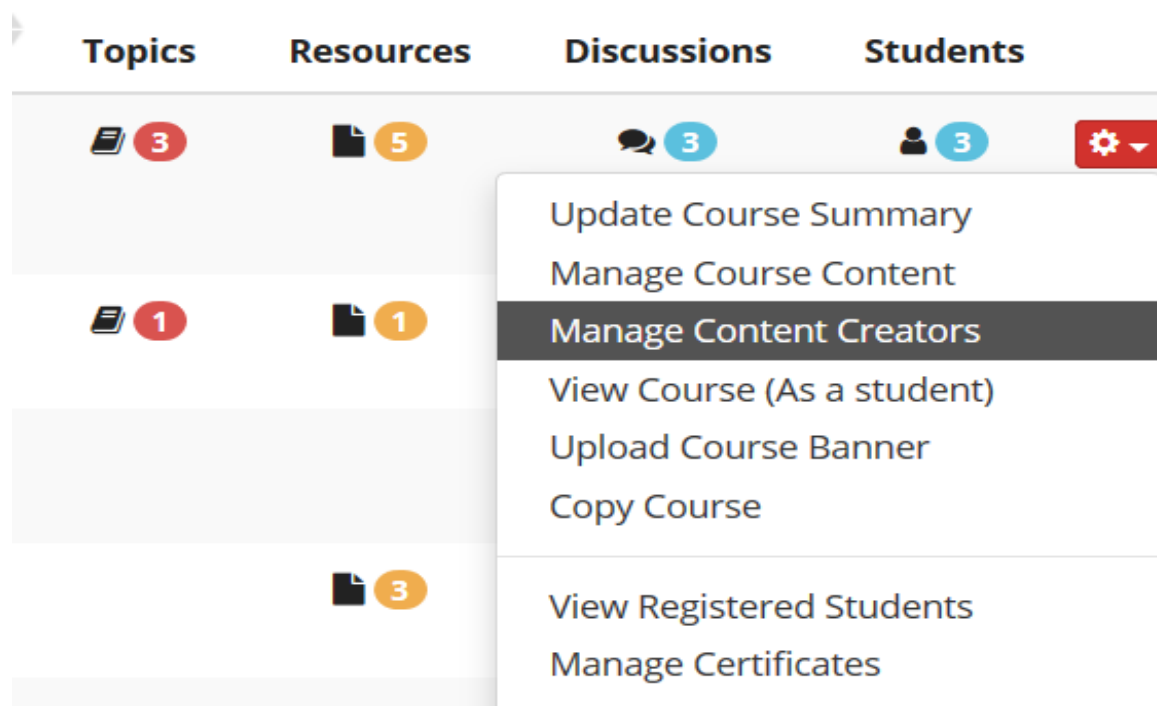 Topics Resources Discussions Students
3 5 3 3
Update Course Summary
Manage Course Content
1 1
Manage Content Creators
View Course (As a student)
Upload Course Banner
Copy Course
3
View Registered Students
Manage Certificates